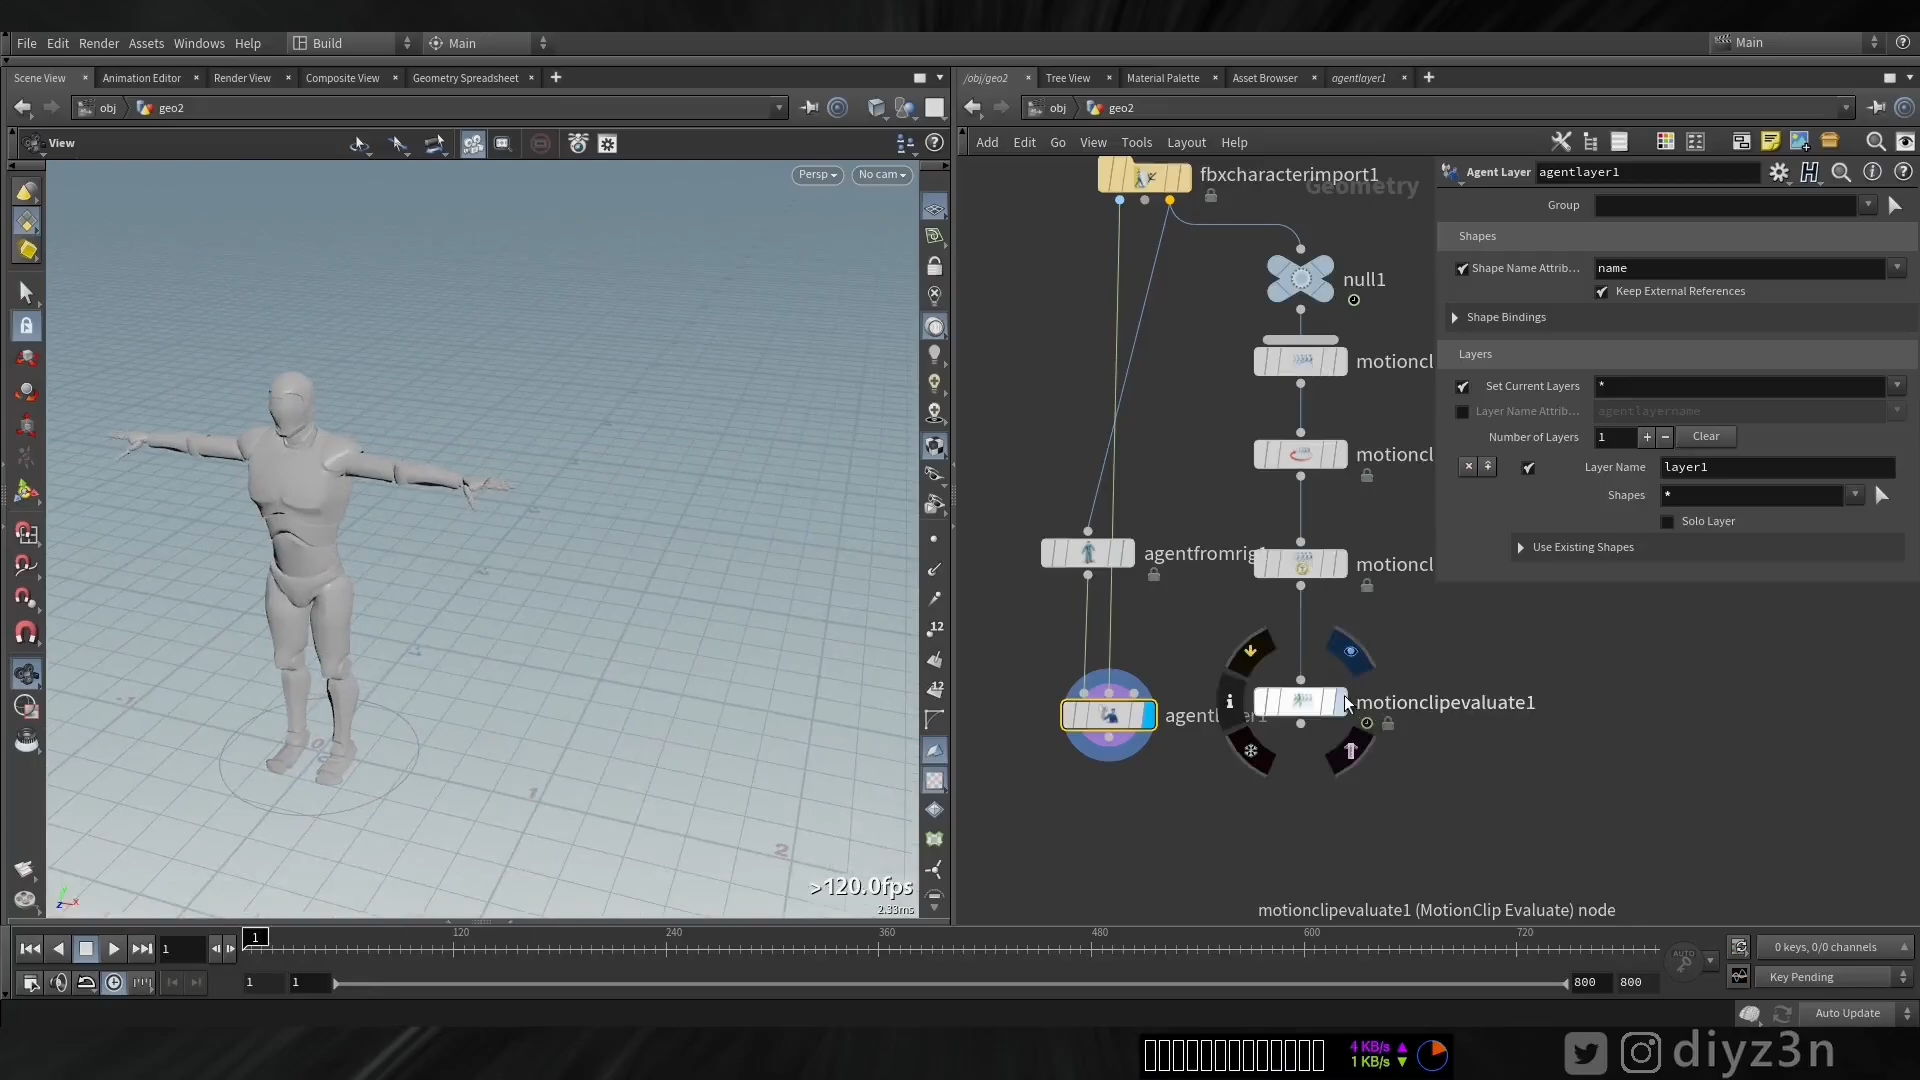 File Edit Render Assets Windows Help Build Main Main
Scene View Animation Editor Render View Composite View Geometry Spreadsheet
/obj/geo2 Tree View Material Palette Asset Browser agentlayer1
obj geo2
obj geo2
View
Add Edit Go View Tools Layout Help
Persp No cam
fbxcharacterimport1
Geometry
null1
motioncl
motioncl
agentfromrig
motioncl
motionclipevaluate1
Agent Layer agentlayer1
Group
Shapes
Shape Name Attrib... name
Keep External References
Shape Bindings
Layers
Set Current Layers *
Layer Name Attrib... agentlayername
Number of Layers 1 Clear
Layer Name layer1
Shapes *
Solo Layer
Use Existing Shapes
12
12
1
2
>120.0fps
2.33ms
motionclipevaluate1 (MotionClip Evaluate) node
1 1 120 240 360 480 600 720
AUTO
0 keys, 0/0 channels
1 1 800 800
Key Pending
Auto Update
4 KB/s
1 KB/s
diyz3n